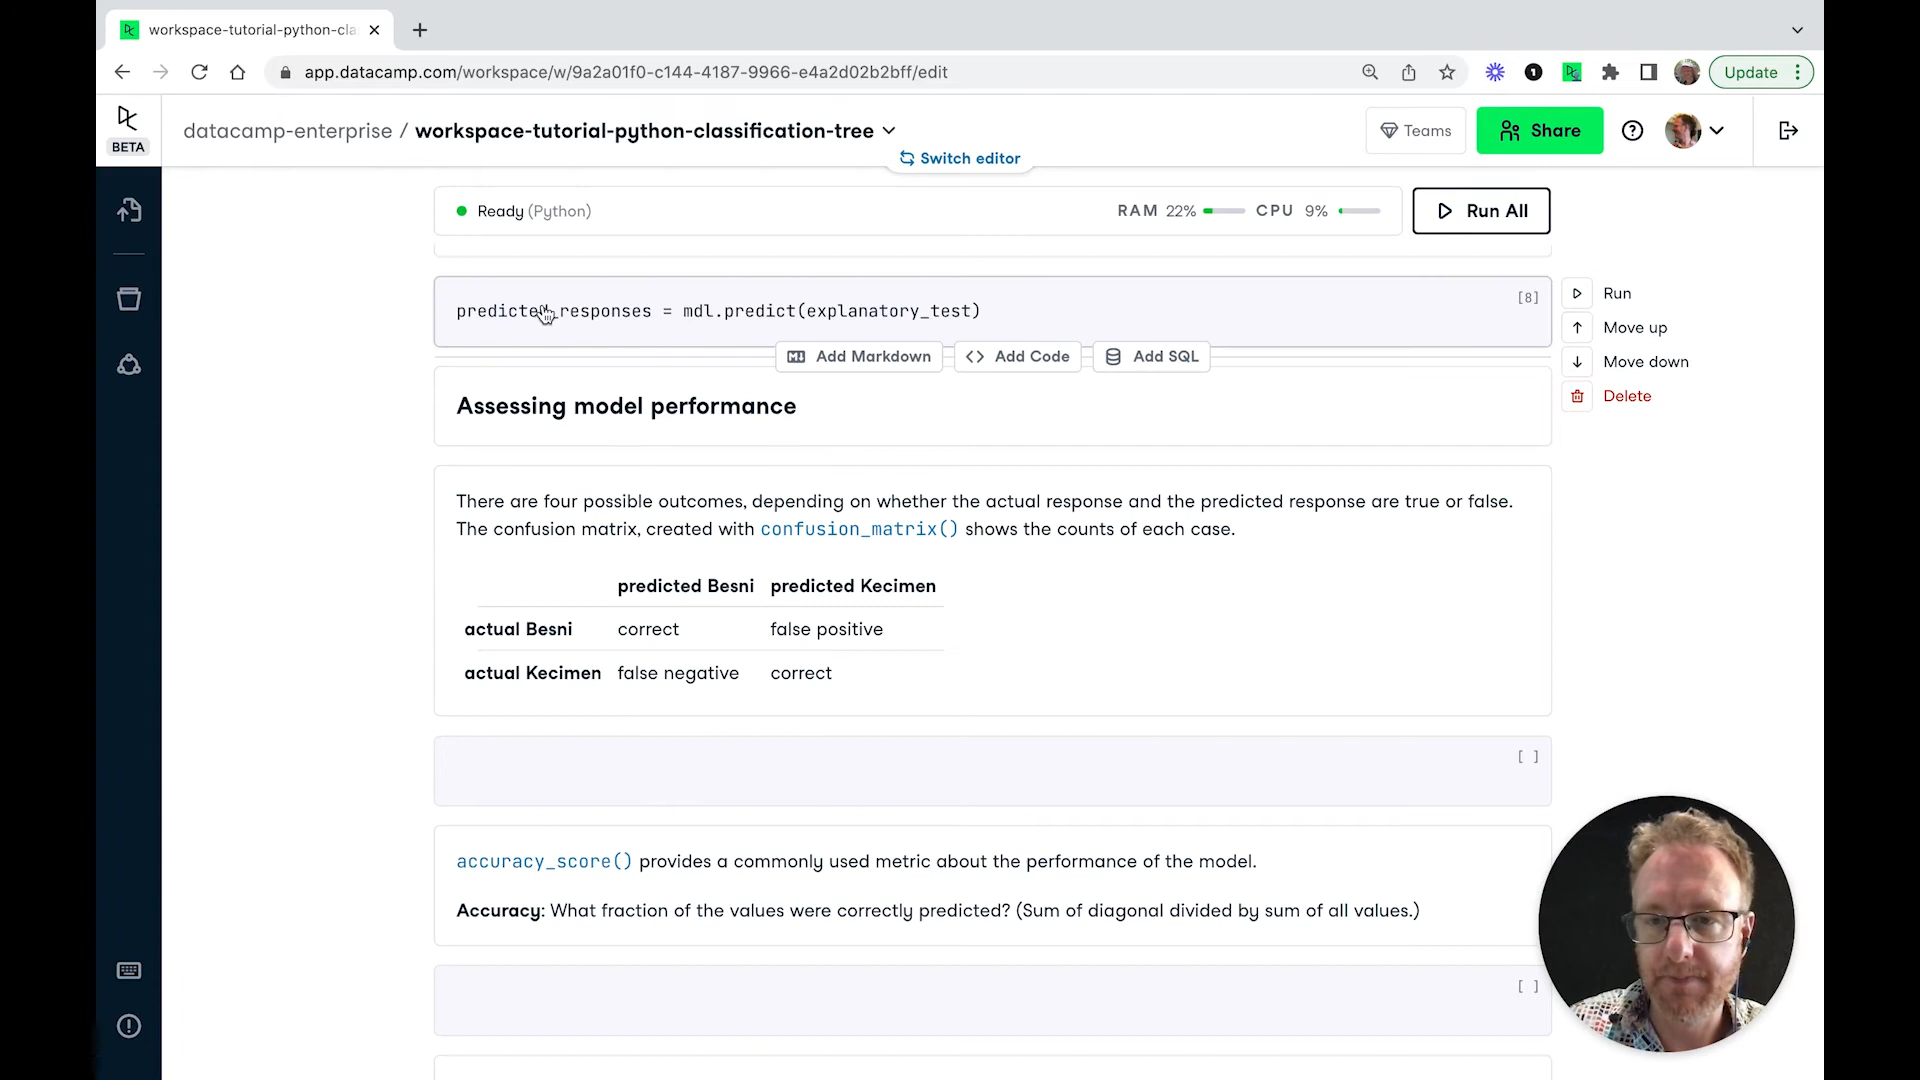 workspace-tutorial-python-cla
app.datacamp.com/workspace/w/9a2a01f0-c144-4187-9966-e4a2d02b2bff/edit
Update
BETA
datacamp-enterprise / workspace-tutorial-python-classification-tree
Teams
Share
Switch editor
Ready (Python)
RAM 22% CPU 9%
Run All
predicted_responses = mdl.predict(explanatory_test)
[8]
Run
Move up
Move down
Delete
Add Markdown
Add Code
Add SQL
Assessing model performance
There are four possible outcomes, depending on whether the actual response and the predicted response are true or false.
The confusion matrix, created with confusion_matrix() shows the counts of each case.
predicted Besni predicted Kecimen
actual Besni correct false positive
actual Kecimen false negative correct
[ ]
accuracy_score() provides a commonly used metric about the performance of the model.
Accuracy: What fraction of the values were correctly predicted? (Sum of diagonal divided by sum of all values.)
[ ]